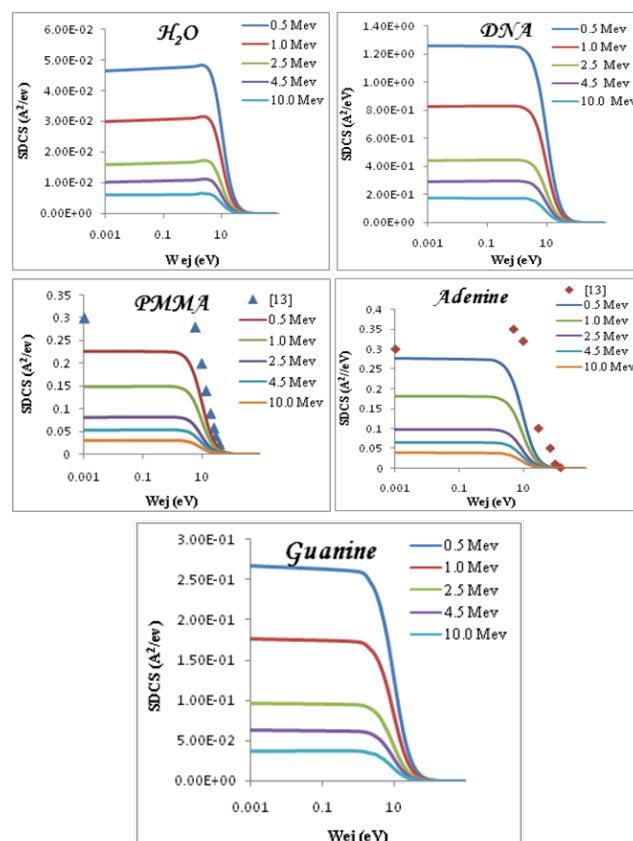 H2O
0.5 Mev
1.0 Mev
2.5 Mev
4.5 Mev
10.0 Mev
SDCS (A²/ev)
6.00E-02
5.00E-02
4.00E-02
3.00E-02
2.00E-02
1.00E-02
0.00E+00
0.001
0.1
10
Wej (eV)
DNA
0.5 Mev
1.0 Mev
2.5 Mev
4.5 Mev
10.0 Mev
SDCS (A²/eV)
1.40E+00
1.20E+00
1.00E+00
8.00E-01
6.00E-01
4.00E-01
2.00E-01
0.00E+00
0.001
0.1
10
Wej (eV)
PMMA
[13]
0.5 Mev
1.0 Mev
2.5 Mev
4.5 Mev
10.0 Mev
SDCS (A²/ev)
0.35
0.3
0.25
0.2
0.15
0.1
0.05
0
0.001
0.1
10
Wej (eV)
Adenine
[13]
0.5 Mev
1.0 Mev
2.5 Mev
4.5 Mev
10.0 Mev
SDCS (A²//eV)
0.4
0.35
0.3
0.25
0.2
0.15
0.1
0.05
0
0.001
0.1
10
Wej (eV)
Guanine
0.5 Mev
1.0 Mev
2.5 Mev
4.5 Mev
10.0 Mev
SDCS (A²/ev)
3.00E-01
2.50E-01
2.00E-01
1.50E-01
1.00E-01
5.00E-02
0.00E+00
0.001
0.1
10
Wej (eV)